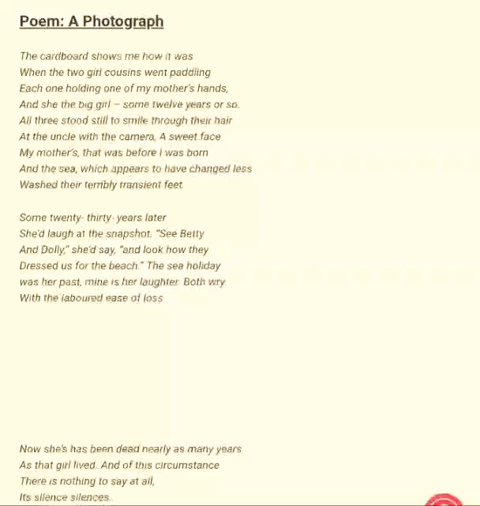 Poem: A Photograph
The cardboard shows me how it was
When the two girl cousins went paddling
Each one holding one of my mother's hands,
And she the big girl – some twelve years or so.
All three stood still to smile through their hair
At the uncle with the camera, A sweet face
My mother's, that was before I was born
And the sea, which appears to have changed less
Washed their terribly transient feet.
Some twenty- thirty- years later
She'd laugh at the snapshot. "See Betty
And Dolly," she'd say, "and look how they
Dressed us for the beach." The sea holiday
was her past, mine is her laughter. Both wry
With the laboured ease of loss
Now she's has been dead nearly as many years
As that girl lived. And of this circumstance
There is nothing to say at all,
Its silence silences.